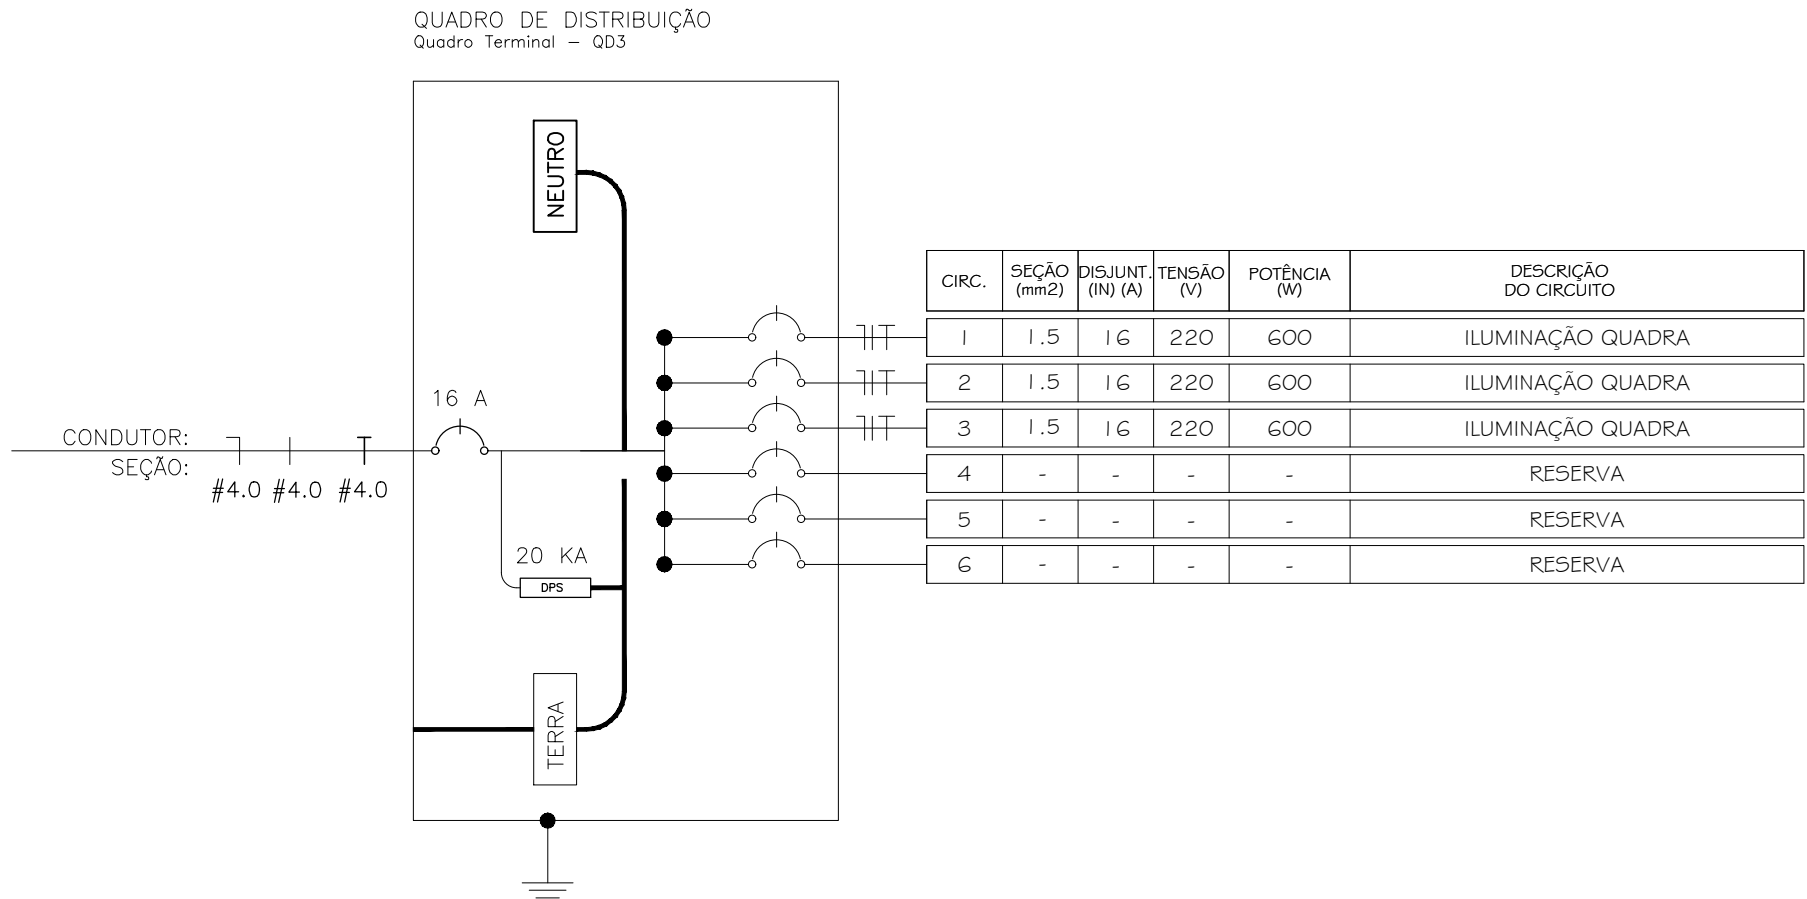 QUADRO DE DISTRIBUIÇÃO
Quadro Terminal – QD3
NEUTRO
CIRC. SEÇÃO (mm2) DISJUNT. (IN) (A) TENSÃO (V) POTÊNCIA (W) DESCRIÇÃO DO CIRCUITO
1 1.5 16 220 600 ILUMINAÇÃO QUADRA
2 1.5 16 220 600 ILUMINAÇÃO QUADRA
3 1.5 16 220 600 ILUMINAÇÃO QUADRA
4 - - - - RESERVA
5 - - - - RESERVA
6 - - - - RESERVA
16 A
CONDUTOR:
SEÇÃO:
#4.0 #4.0 #4.0
20 KA
DPS
TERRA